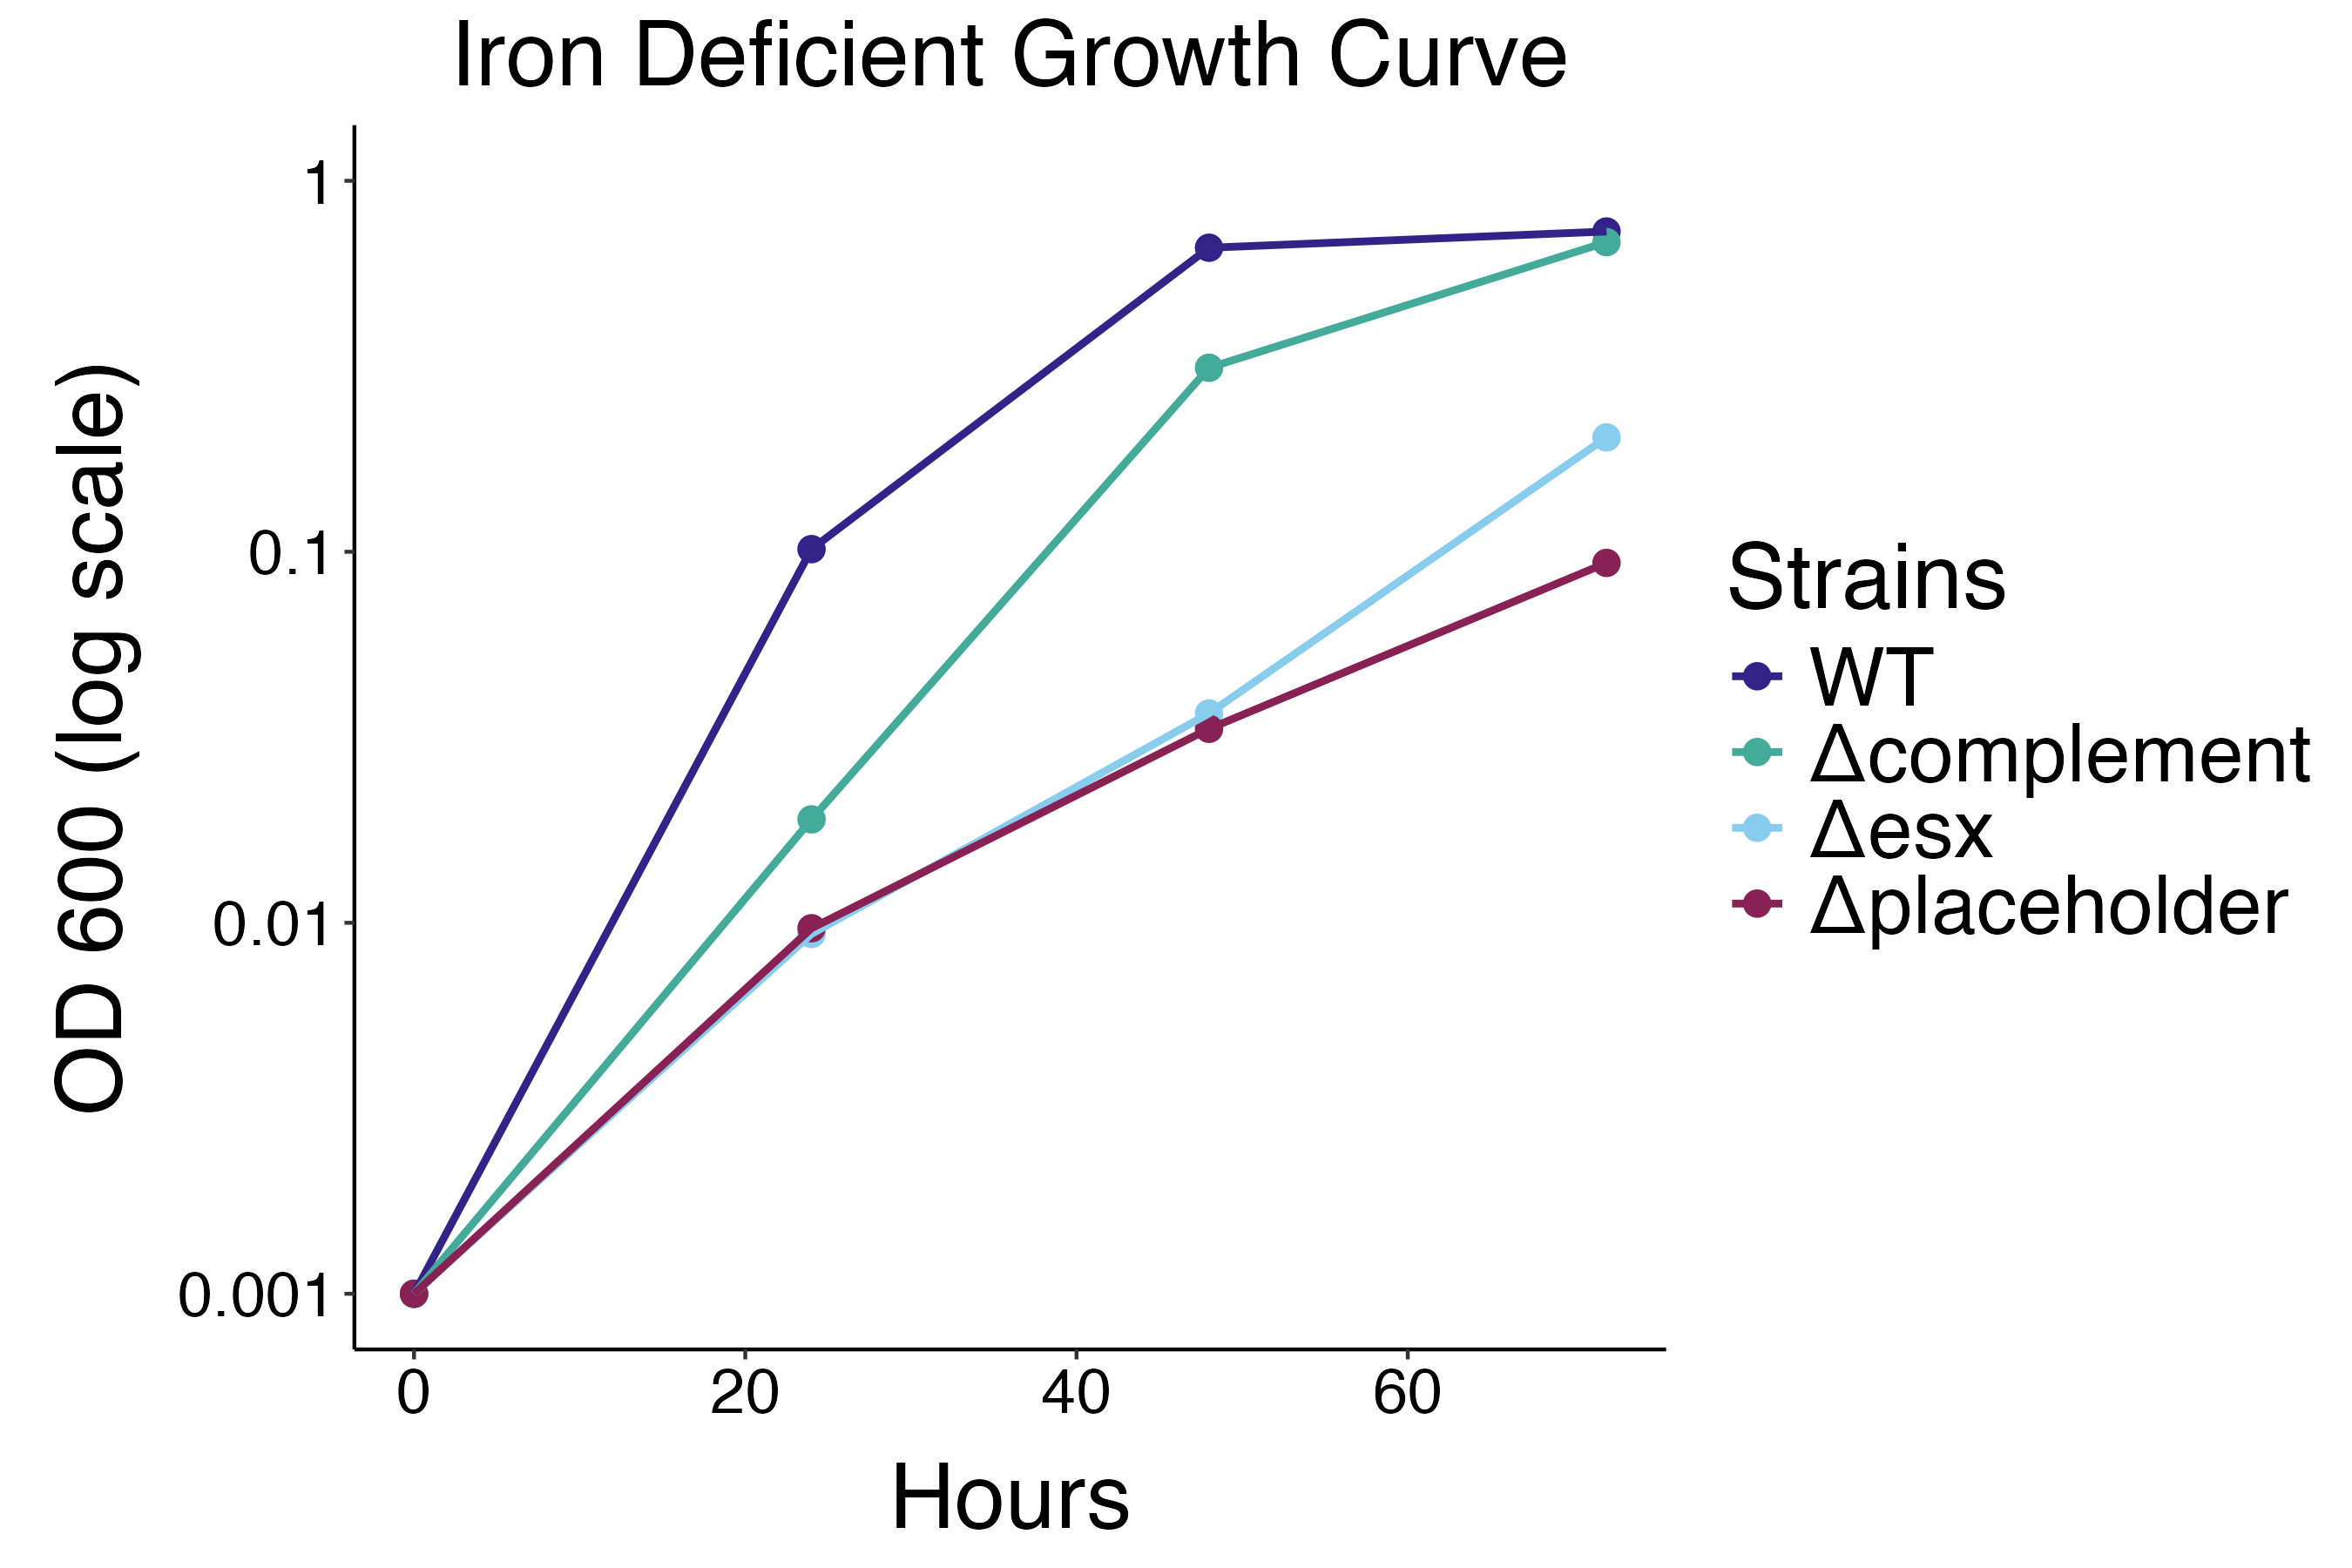 Iron Deficient Growth Curve
OD 600 (log scale)
1
0.1
0.01
0.001
0 20 40 60
Hours
Strains
WT
Δcomplement
Δesx
Δplaceholder